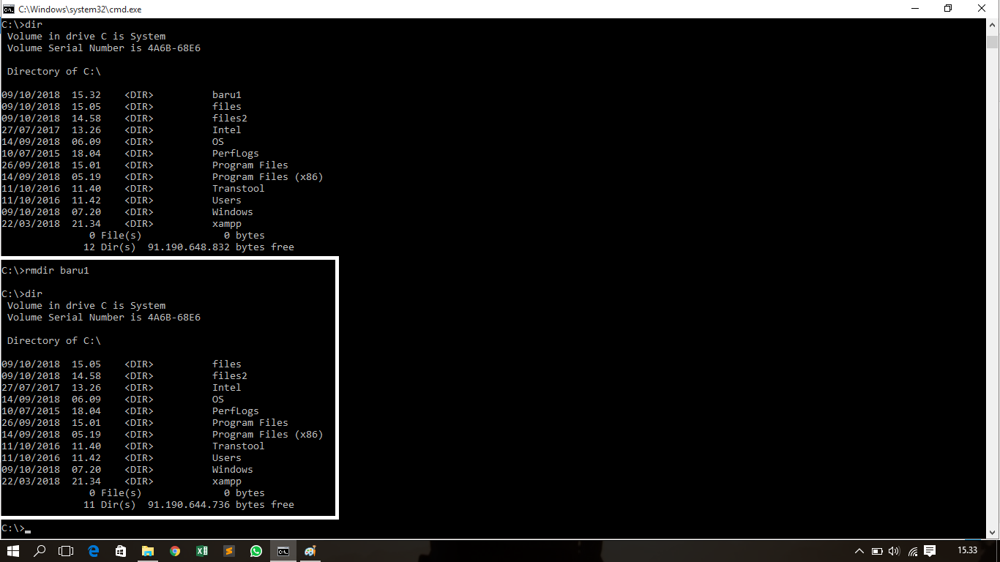 C:\Windows\system32\cmd.exe
C:\>dir
 Volume in drive C is System
 Volume Serial Number is 4A6B-68E6

 Directory of C:\

09/10/2018  15.32    <DIR>          baru1
09/10/2018  15.05    <DIR>          files
09/10/2018  14.58    <DIR>          files2
27/07/2017  13.26    <DIR>          Intel
14/09/2018  06.09    <DIR>          OS
10/07/2015  18.04    <DIR>          PerfLogs
26/09/2018  15.01    <DIR>          Program Files
14/09/2018  05.19    <DIR>          Program Files (x86)
11/10/2016  11.40    <DIR>          Transtool
11/10/2016  11.42    <DIR>          Users
09/10/2018  07.20    <DIR>          Windows
22/03/2018  21.34    <DIR>          xampp
               0 File(s)              0 bytes
              12 Dir(s)  91.190.648.832 bytes free

C:\>rmdir baru1

C:\>dir
 Volume in drive C is System
 Volume Serial Number is 4A6B-68E6

 Directory of C:\

09/10/2018  15.05    <DIR>          files
09/10/2018  14.58    <DIR>          files2
27/07/2017  13.26    <DIR>          Intel
14/09/2018  06.09    <DIR>          OS
10/07/2015  18.04    <DIR>          PerfLogs
26/09/2018  15.01    <DIR>          Program Files
14/09/2018  05.19    <DIR>          Program Files (x86)
11/10/2016  11.40    <DIR>          Transtool
11/10/2016  11.42    <DIR>          Users
09/10/2018  07.20    <DIR>          Windows
22/03/2018  21.34    <DIR>          xampp
               0 File(s)              0 bytes
              11 Dir(s)  91.190.644.736 bytes free

C:\>_
15.33